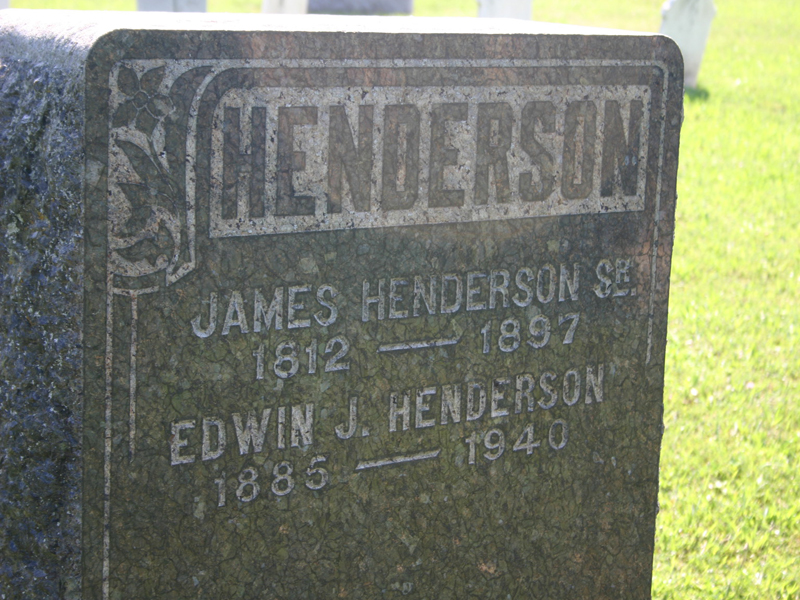 HENDERSON
JAMES HENDERSON SR.
1812 — 1897
EDWIN J. HENDERSON
1885 — 1940